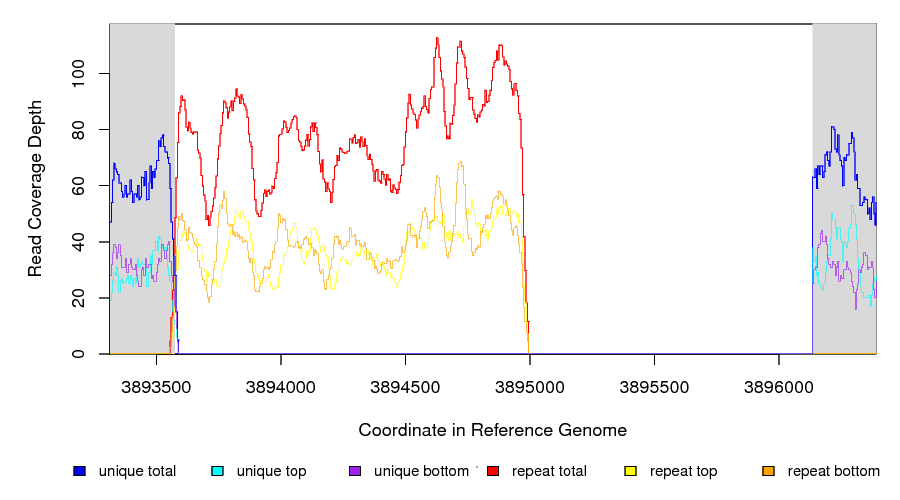 Read Coverage Depth
100
80
60
40
20
0
3893500 3894000 3894500 3895000 3895500 3896000
Coordinate in Reference Genome
unique total unique top unique bottom repeat total repeat top repeat bottom